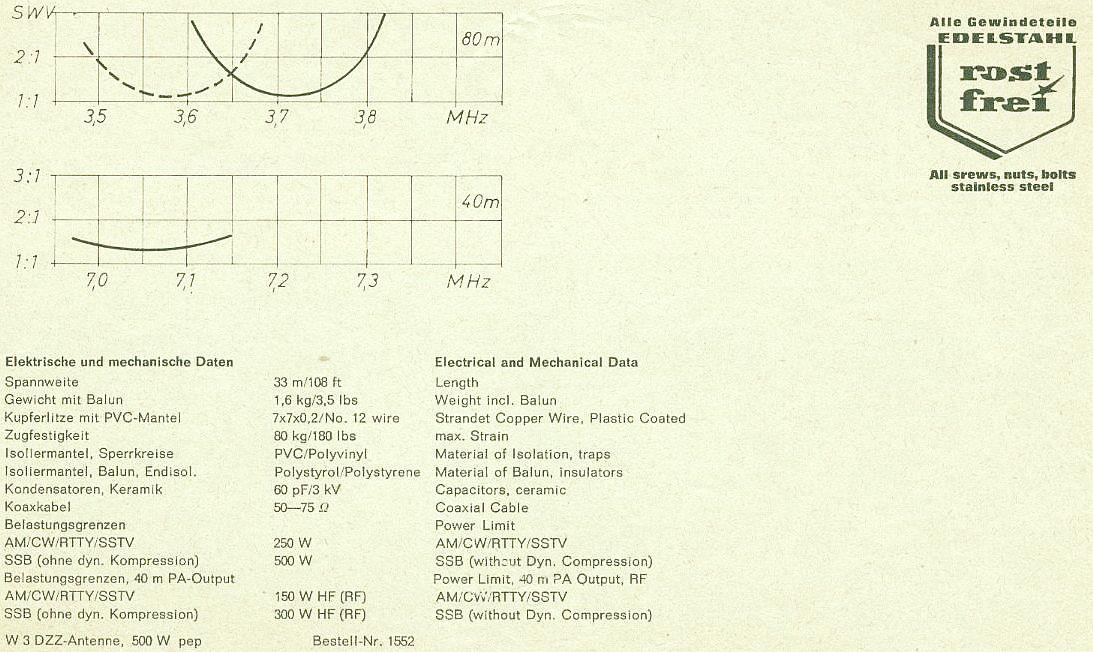 SWV
80m
2:1
1:1
3,5 3,6 3,7 3,8 MHz
3:1
40m
2:1
1:1
7,0 7,1 7,2 7,3 MHz
Alle Gewindeteile
EDELSTAHL
rost
frei
All srews, nuts, bolts
stainless steel
Elektrische und mechanische Daten Electrical and Mechanical Data
Spannweite 33 m/108 ft Length
Gewicht mit Balun 1,6 kg/3,5 lbs Weight incl. Balun
Kupferlitze mit PVC-Mantel 7x7x0,2/No. 12 wire Strandet Copper Wire, Plastic Coated
Zugfestigkeit 80 kg/180 lbs max. Strain
Isoliermantel, Sperrkreise PVC/Polyvinyl Material of Isolation, traps
Isoliermantel, Balun, Endisol. Polystyrol/Polystyrene Material of Balun, insulators
Kondensatoren, Keramik 60 pF/3 kV Capacitors, ceramic
Koaxkabel 50—75 Ω Coaxial Cable
Belastungsgrenzen Power Limit
AM/CW/RTTY/SSTV 250 W AM/CW/RTTY/SSTV
SSB (ohne dyn. Kompression) 500 W SSB (without Dyn. Compression)
Belastungsgrenzen, 40 m PA-Output Power Limit, 40 m PA Output, RF
AM/CW/RTTY/SSTV 150 W HF (RF) AM/CW/RTTY/SSTV
SSB (ohne dyn. Kompression) 300 W HF (RF) SSB (without Dyn. Compression)
W 3 DZZ-Antenne, 500 W pep Bestell-Nr. 1552